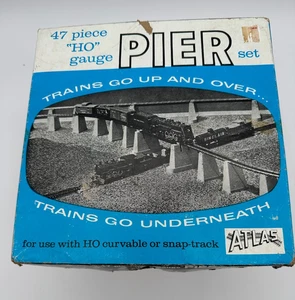 47 piece
"HO"
gauge
PIER
set
TRAINS GO UP AND OVER...
TRAINS GO UNDERNEATH
for use with HO curvable or snap-track
ATLAS